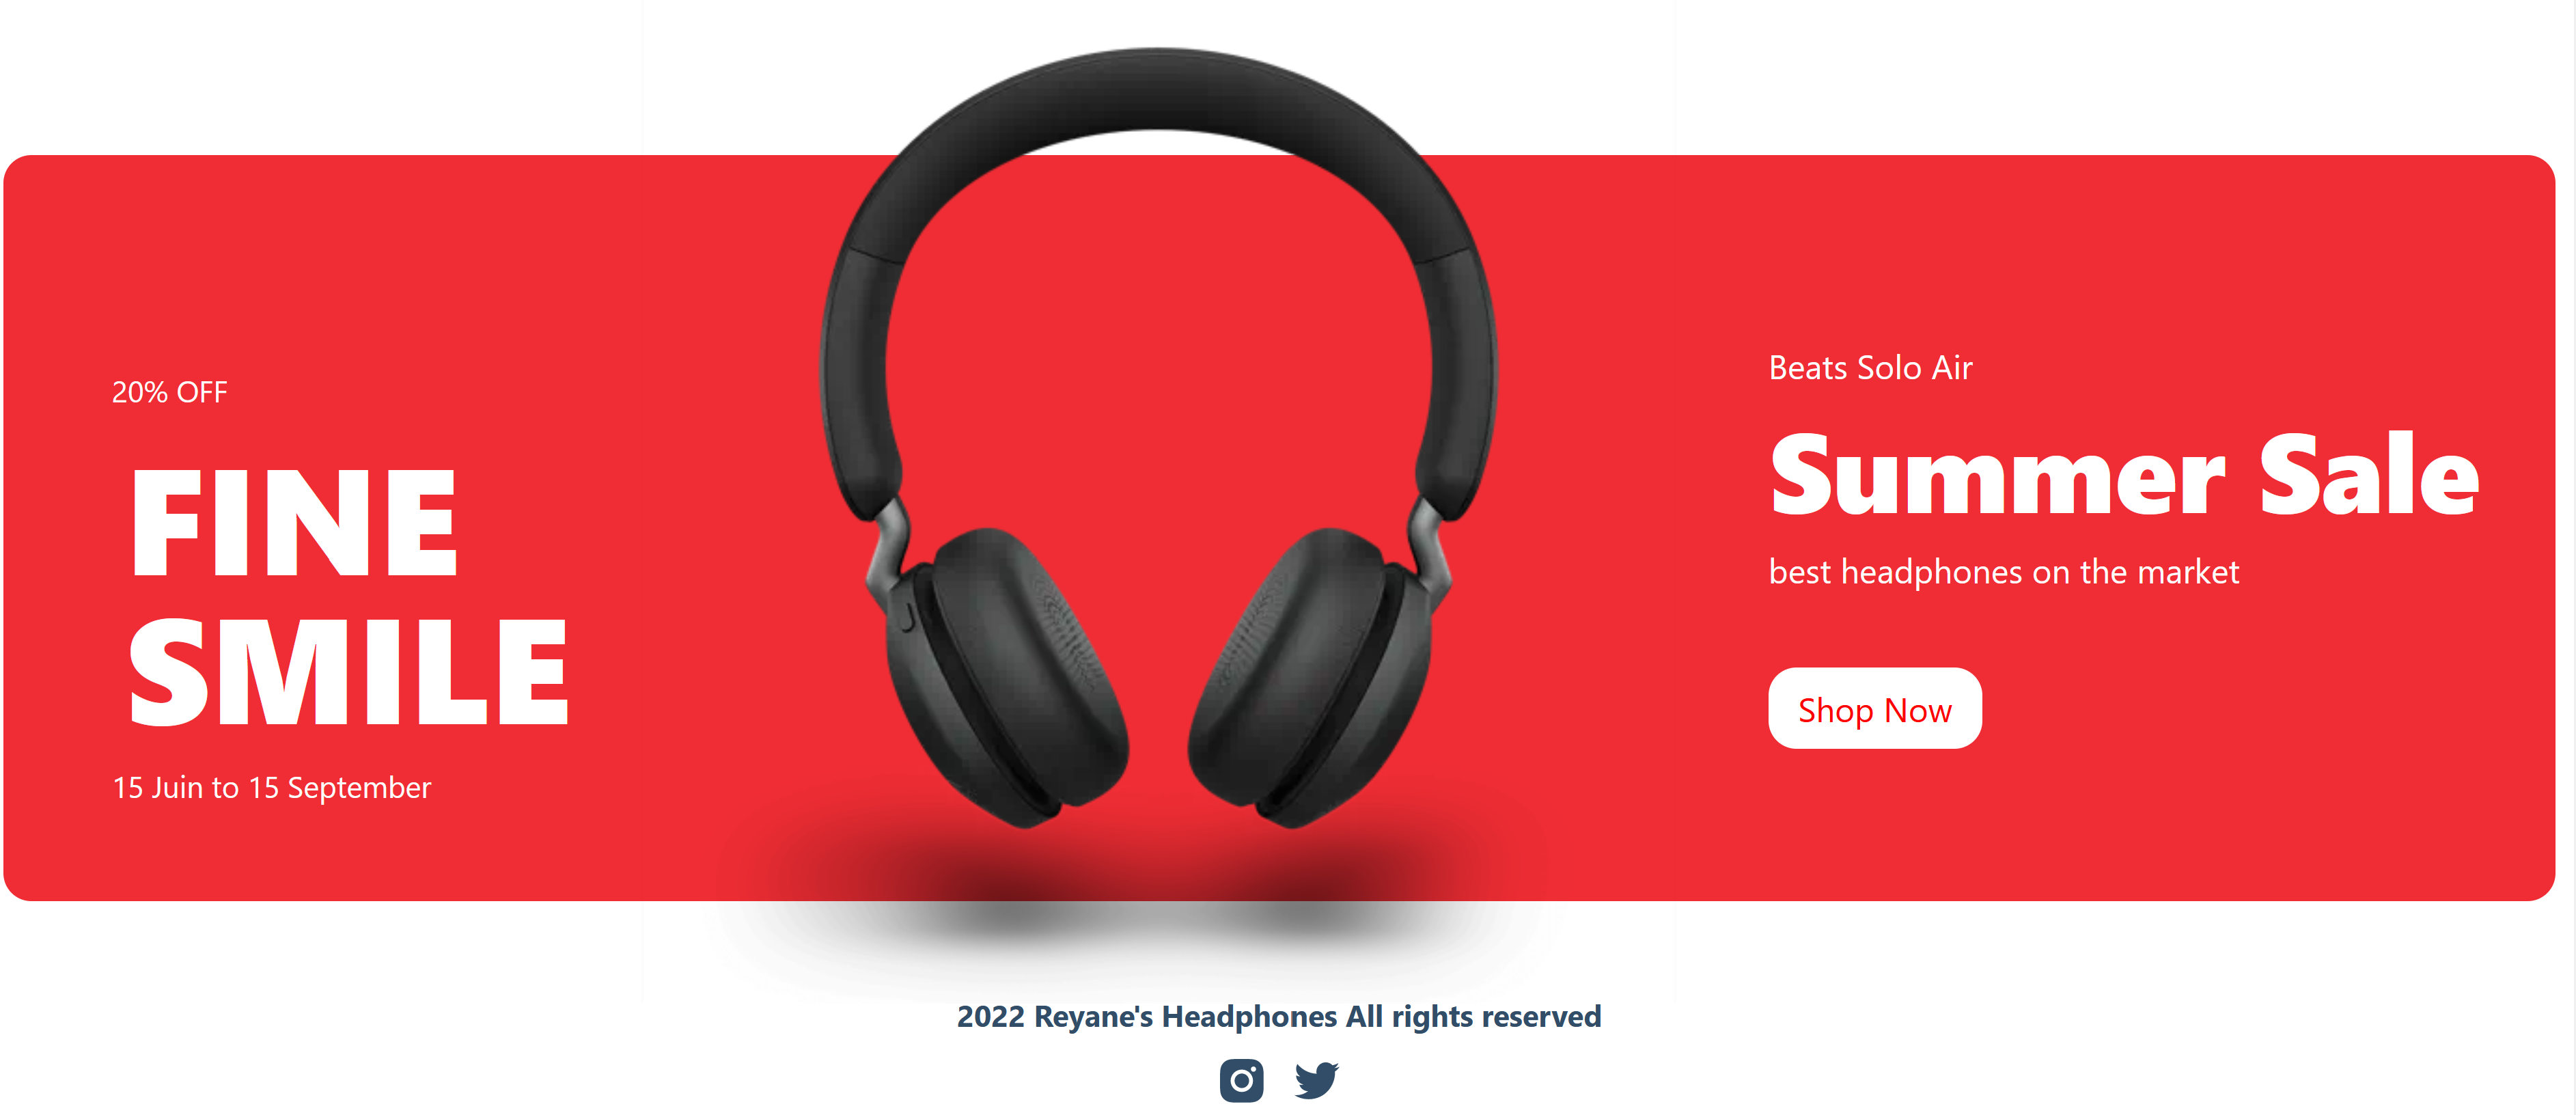 20% OFF
FINE
SMILE
15 Juin to 15 September
Beats Solo Air
Summer Sale
best headphones on the market
Shop Now
2022 Reyane's Headphones All rights reserved